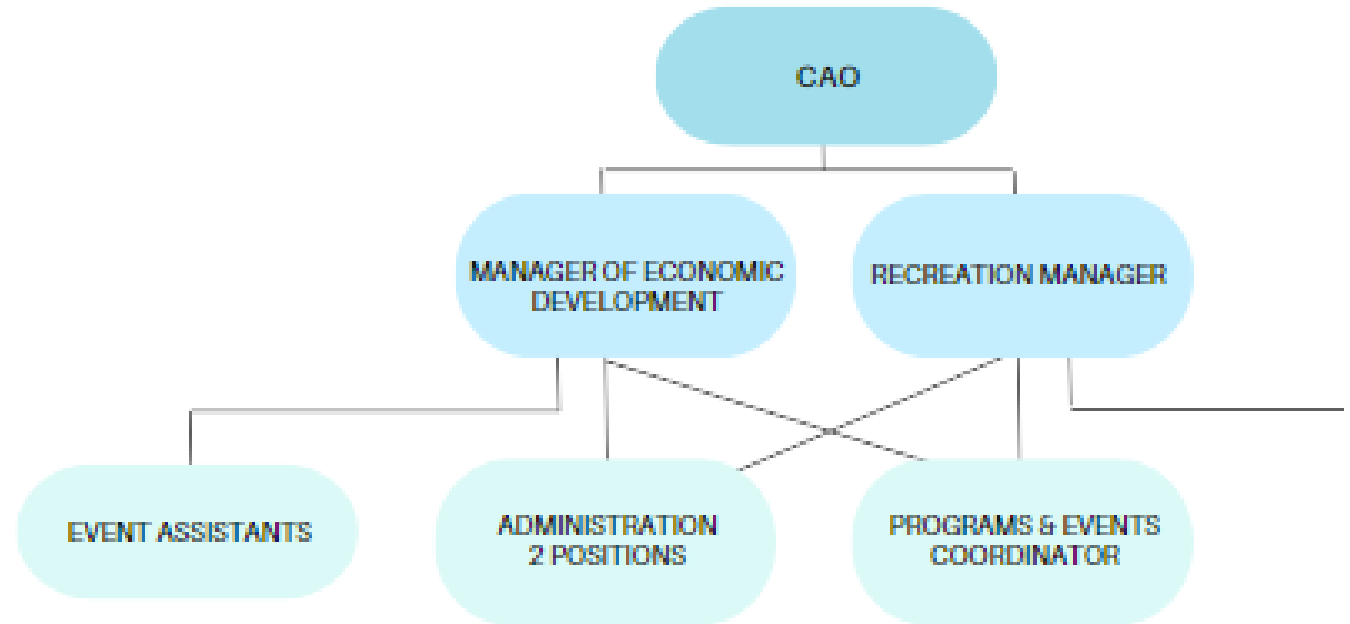 CAO
MANAGER OF ECONOMIC
DEVELOPMENT
RECREATION MANAGER
EVENT ASSISTANTS
ADMINISTRATION
2 POSITIONS
PROGRAMS & EVENTS
COORDINATOR